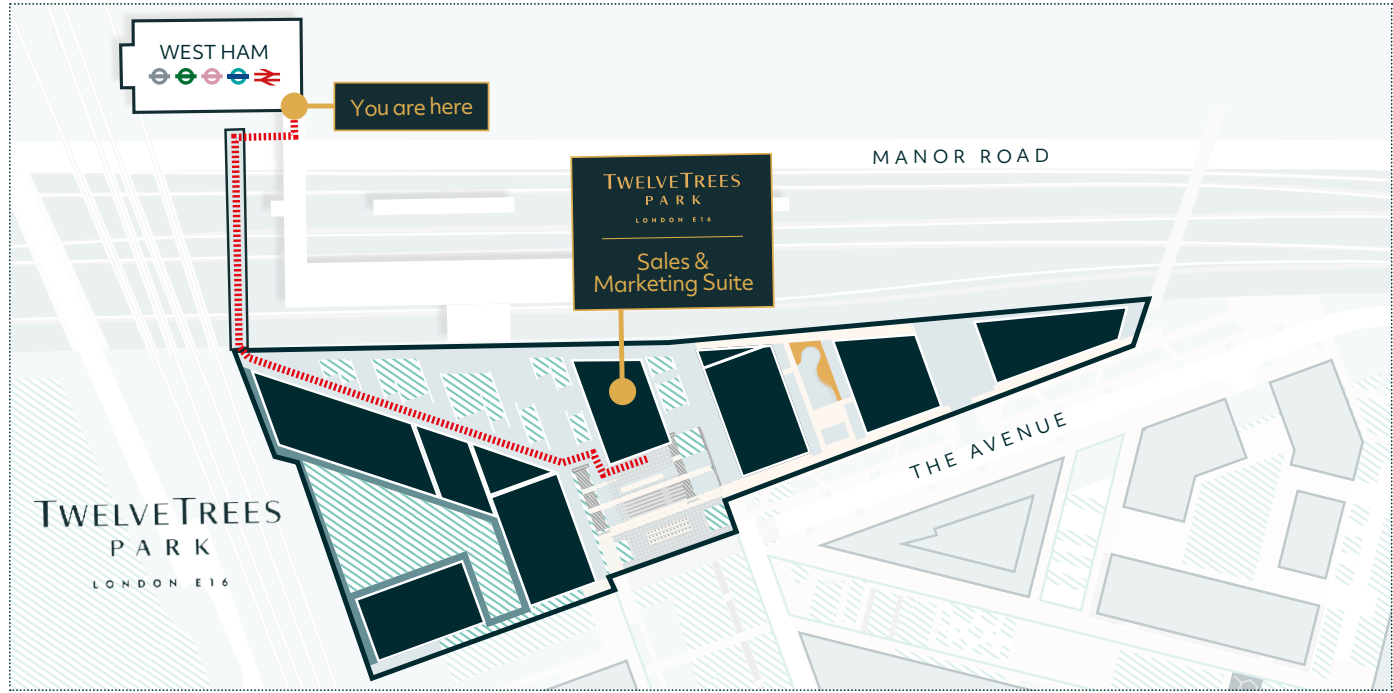 WEST HAM
You are here
MANOR ROAD
TWELVETREES
PARK
LONDON E16
Sales &
Marketing Suite
THE AVENUE
TWELVETREES
PARK
LONDON E16